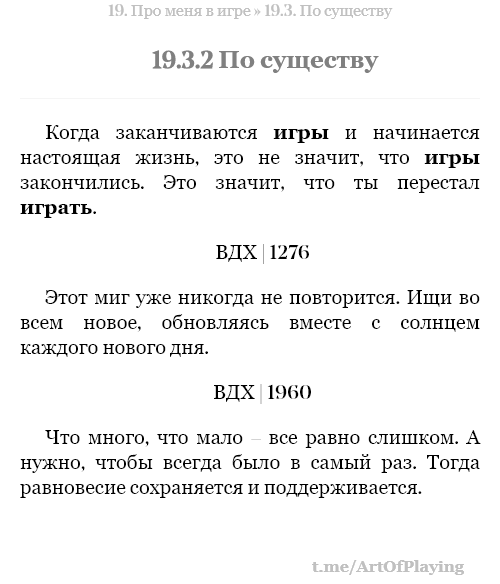 19. Про меня в игре » 19.3. По существу
19.3.2 По существу
Когда заканчиваются игры и начинается
настоящая жизнь, это не значит, что игры
закончились. Это значит, что ты перестал
играть.
ВДХ | 1276
Этот миг уже никогда не повторится. Ищи во
всем новое, обновляясь вместе с солнцем
каждого нового дня.
ВДХ | 1960
Что много, что мало – все равно слишком. А
нужно, чтобы всегда было в самый раз. Тогда
равновесие сохраняется и поддерживается.
t.me/ArtOfPlaying